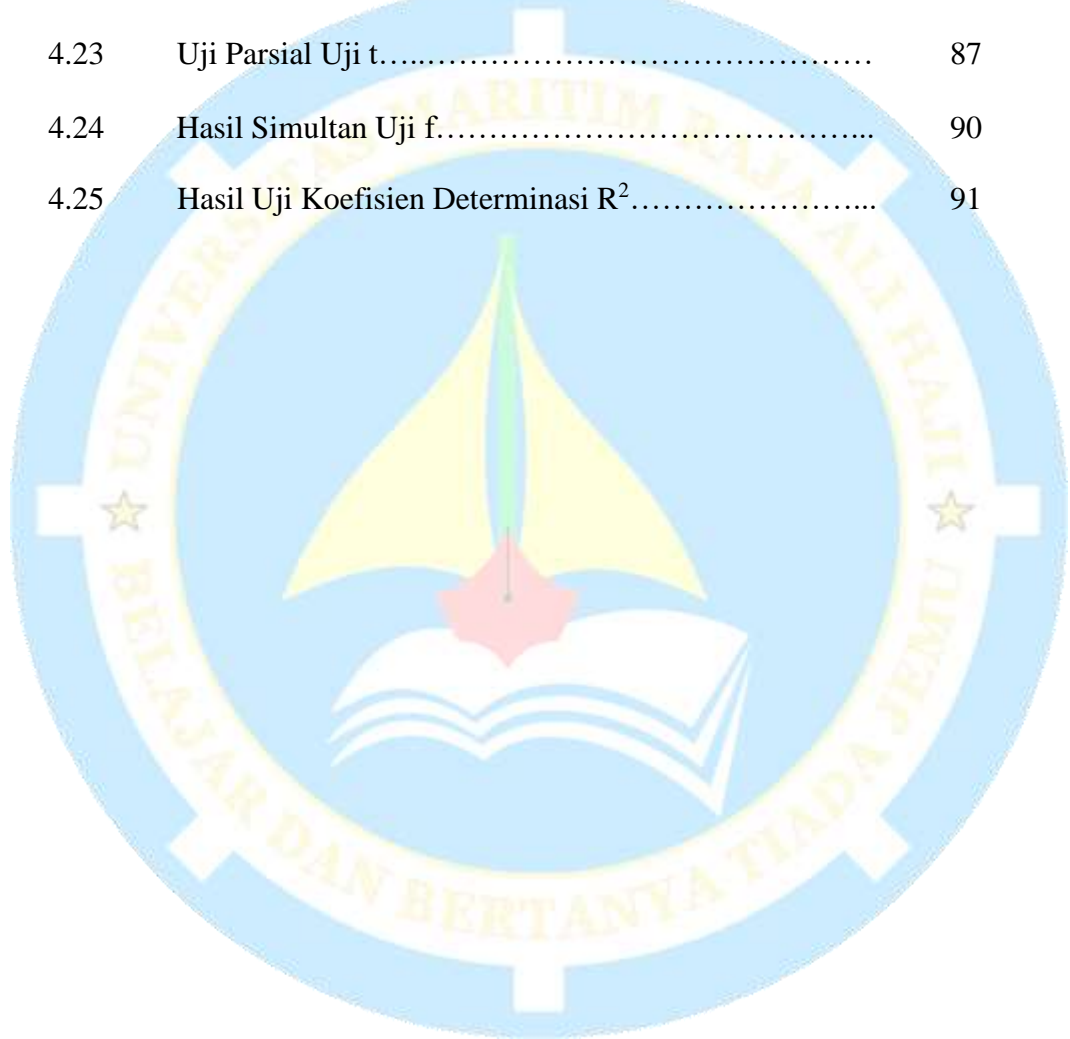 4.23 Uji Parsial Uji t…..…………………………………… 87
4.24 Hasil Simultan Uji f…………………………………... 90
4.25 Hasil Uji Koefisien Determinasi R²…………………... 91
UNIVERSITAS MARITIM RAJA ALI HAJI
BELAJAR DAN BERTANYA TIADA JEMU